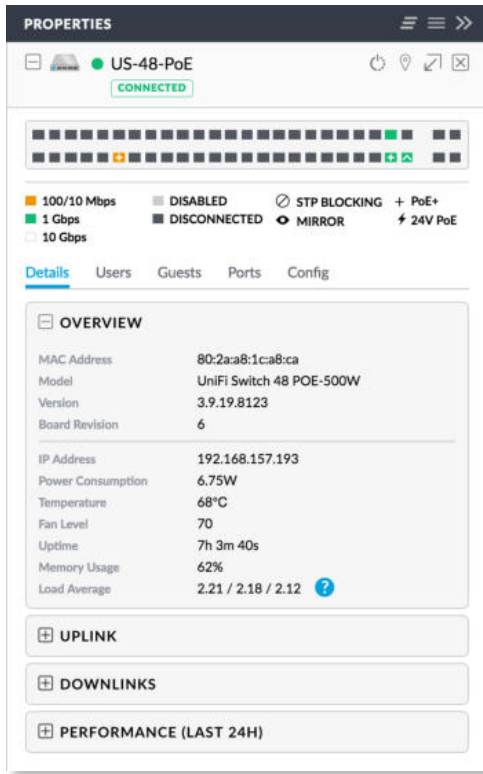 PROPERTIES
US-48-PoE
CONNECTED
100/10 Mbps DISABLED STP BLOCKING + PoE+
1 Gbps DISCONNECTED MIRROR 24V PoE
10 Gbps
Details Users Guests Ports Config
OVERVIEW
MAC Address 80:2a:a8:1c:a8:ca
Model UniFi Switch 48 POE-500W
Version 3.9.19.8123
Board Revision 6
IP Address 192.168.157.193
Power Consumption 6.75W
Temperature 68°C
Fan Level 70
Uptime 7h 3m 40s
Memory Usage 62%
Load Average 2.21 / 2.18 / 2.12 ?
UPLINK
DOWNLINKS
PERFORMANCE (LAST 24H)